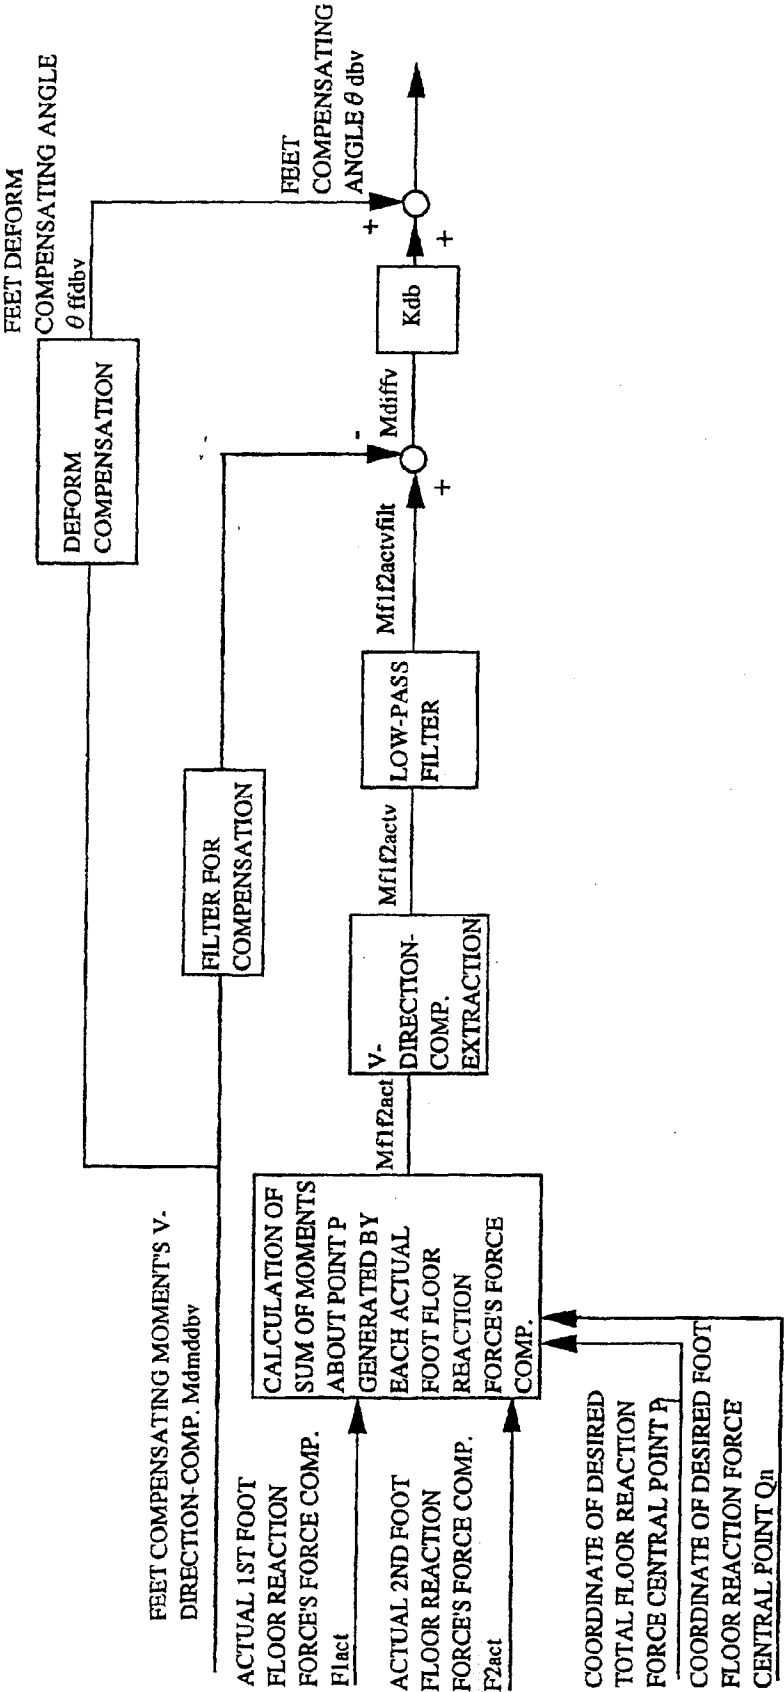 FEET COMPENSATING MOMENT'S V-
DIRECTION-COMP. Mdmddbv
DEFORM
COMPENSATION
FEET DEFORM
COMPENSATING ANGLE
θ ffdbv
FILTER FOR
COMPENSATION
ACTUAL 1ST FOOT
FLOOR REACTION
FORCE'S FORCE COMP.
F1act
ACTUAL 2ND FOOT
FLOOR REACTION
FORCE'S FORCE COMP.
F2act
COORDINATE OF DESIRED
TOTAL FLOOR REACTION
FORCE CENTRAL POINT P
COORDINATE OF DESIRED FOOT
FLOOR REACTION FORCE
CENTRAL POINT Qn
CALCULATION OF
SUM OF MOMENTS
ABOUT POINT P
GENERATED BY
EACH ACTUAL
FOOT FLOOR
REACTION
FORCE'S FORCE
COMP.
Mf1f2act
V-
DIRECTION-
COMP.
EXTRACTION
Mf1f2actv
LOW-PASS
FILTER
Mf1f2actvfilt
+
-
Mdiffv
Kdb
+
+
FEET
COMPENSATING
ANGLE θ dbv